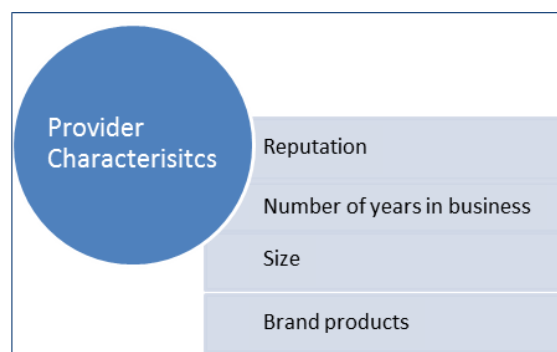 Provider
Characterisitcs
Reputation
Number of years in business
Size
Brand products